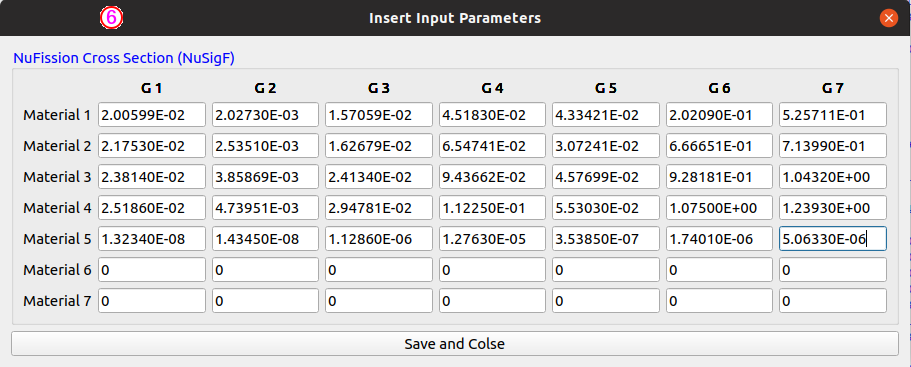 6 Insert Input Parameters
NuFission Cross Section (NuSigF)
G 1 G 2 G 3 G 4 G 5 G 6 G 7
Material 1 2.00599E-02 2.02730E-03 1.57059E-02 4.51830E-02 4.33421E-02 2.02090E-01 5.25711E-01
Material 2 2.17530E-02 2.53510E-03 1.62679E-02 6.54741E-02 3.07241E-02 6.66651E-01 7.13990E-01
Material 3 2.38140E-02 3.85869E-03 2.41340E-02 9.43662E-02 4.57699E-02 9.28181E-01 1.04320E+00
Material 4 2.51860E-02 4.73951E-03 2.94781E-02 1.12250E-01 5.53030E-02 1.07500E+00 1.23930E+00
Material 5 1.32340E-08 1.43450E-08 1.12860E-06 1.27630E-05 3.53850E-07 1.74010E-06 5.06330E-06
Material 6 0 0 0 0 0 0 0
Material 7 0 0 0 0 0 0 0
Save and Colse